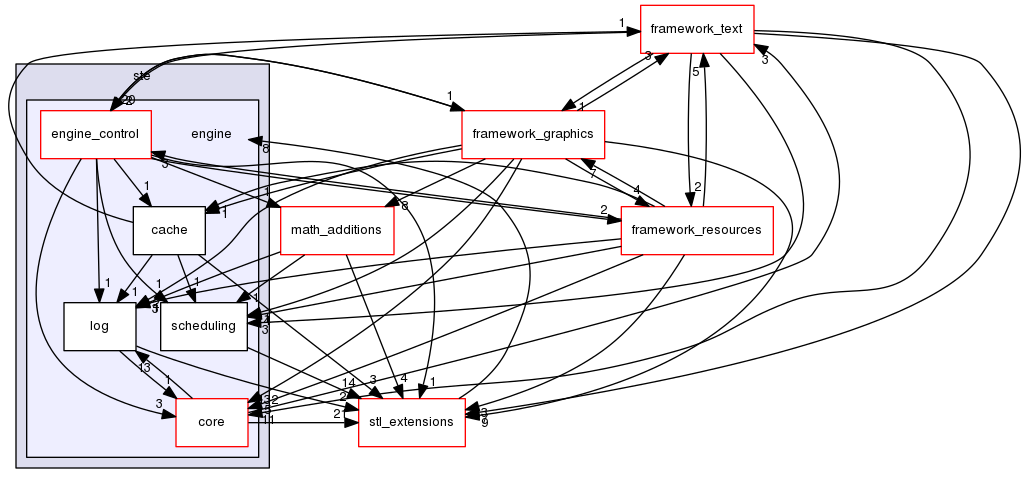 framework_text
1
3
5
3
ste
20
2
1
1
engine_control
engine
framework_graphics
8
3
7
4
1
1
1
8
2
2
cache
math_additions
framework_resources
1
1
1
1
1
log
scheduling
3
13
1
14
3
4
1
2
3
core
11
2
stl_extensions
9